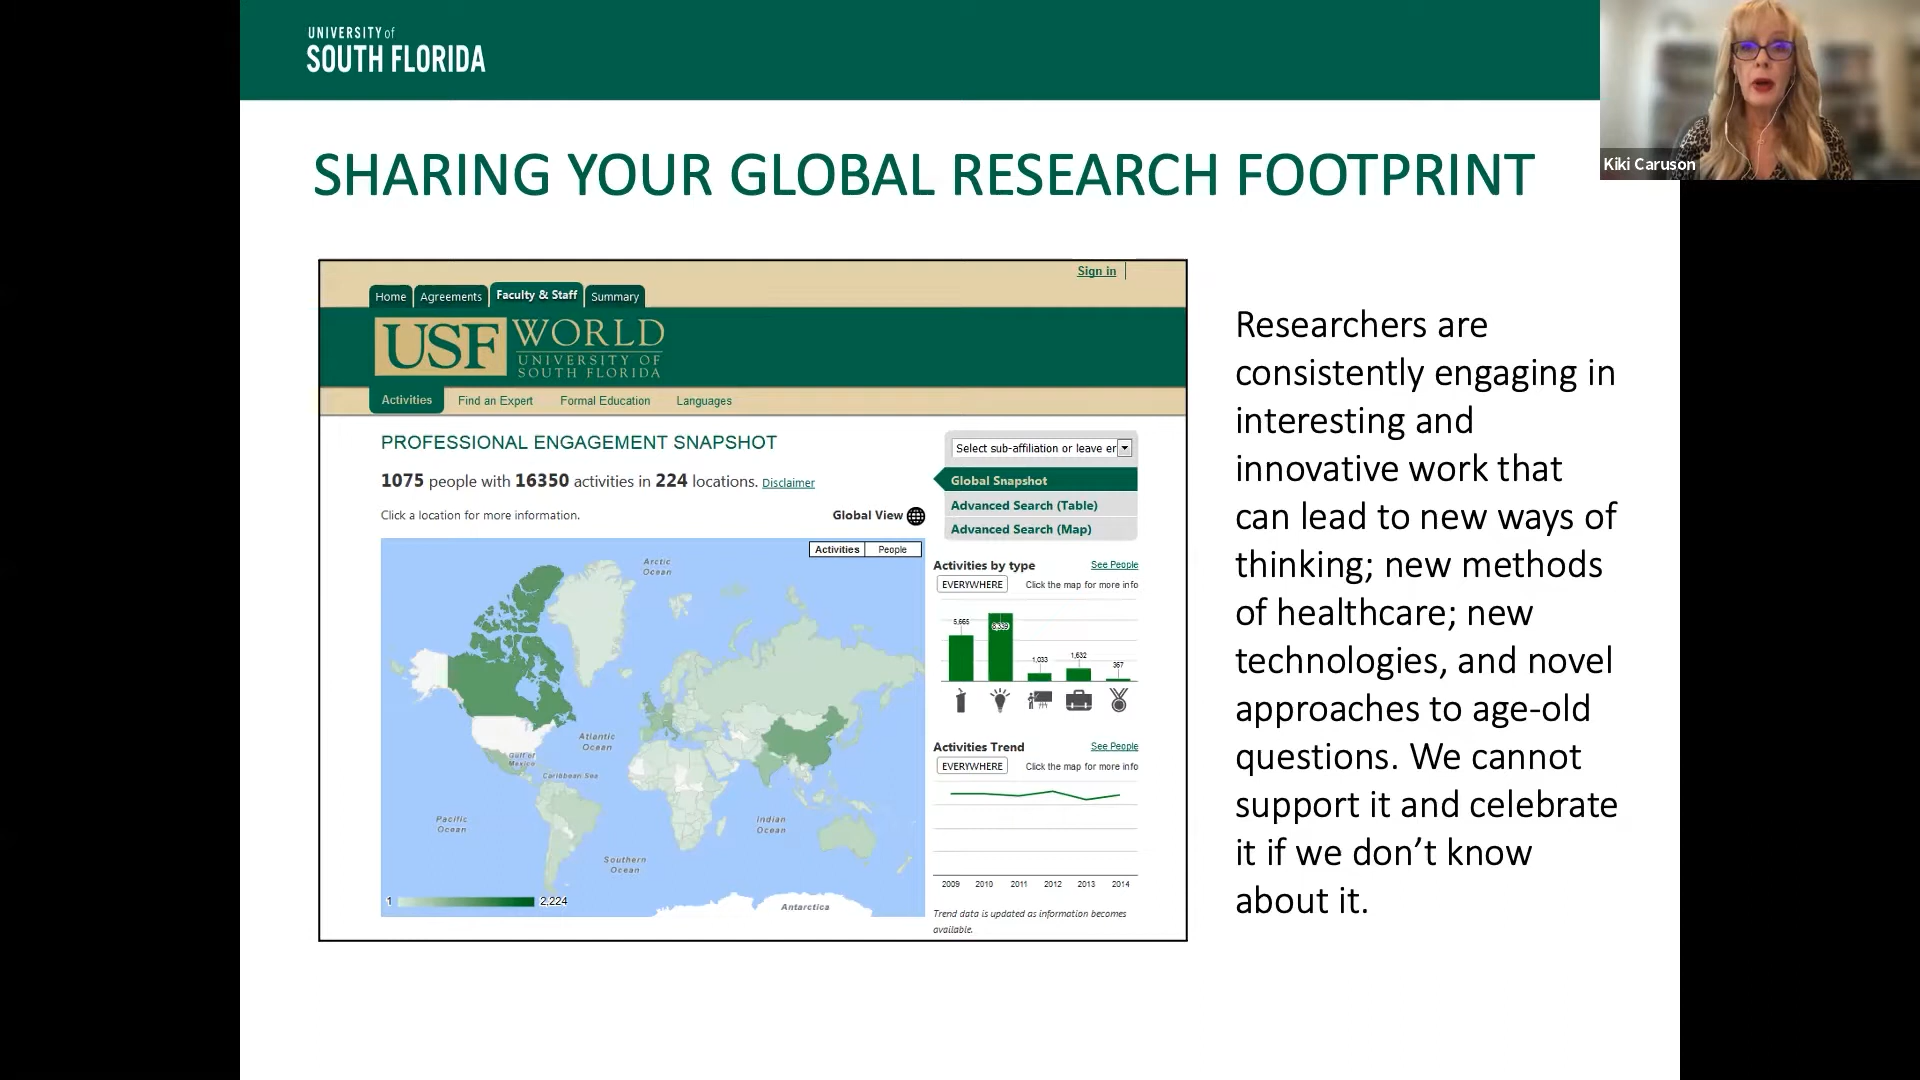 UNIVERSITY of
SOUTH FLORIDA
Kiki Caruson
SHARING YOUR GLOBAL RESEARCH FOOTPRINT
Sign in
Home Agreements Faculty & Staff Summary
USF WORLD
UNIVERSITY OF
SOUTH FLORIDA
Activities Find an Expert Formal Education Languages
PROFESSIONAL ENGAGEMENT SNAPSHOT
1075 people with 16350 activities in 224 locations. Disclaimer
Click a location for more information.
Global View
Activities People
Arctic
Ocean
Atlantic
Ocean
Gulf of
Mexico
Caribbean Sea
Pacific
Ocean
Indian
Ocean
Southern
Ocean
Antarctica
1 2,224
Select sub-affiliation or leave er
Global Snapshot
Advanced Search (Table)
Advanced Search (Map)
Activities by type See People
EVERYWHERE Click the map for more info
5,665
1,033
1,632
367
Activities Trend See People
EVERYWHERE Click the map for more info
2009 2010 2011 2012 2013 2014
Trend data is updated as information becomes
available.
Researchers are
consistently engaging in
interesting and
innovative work that
can lead to new ways of
thinking; new methods
of healthcare; new
technologies, and novel
approaches to age-old
questions. We cannot
support it and celebrate
it if we don’t know
about it.